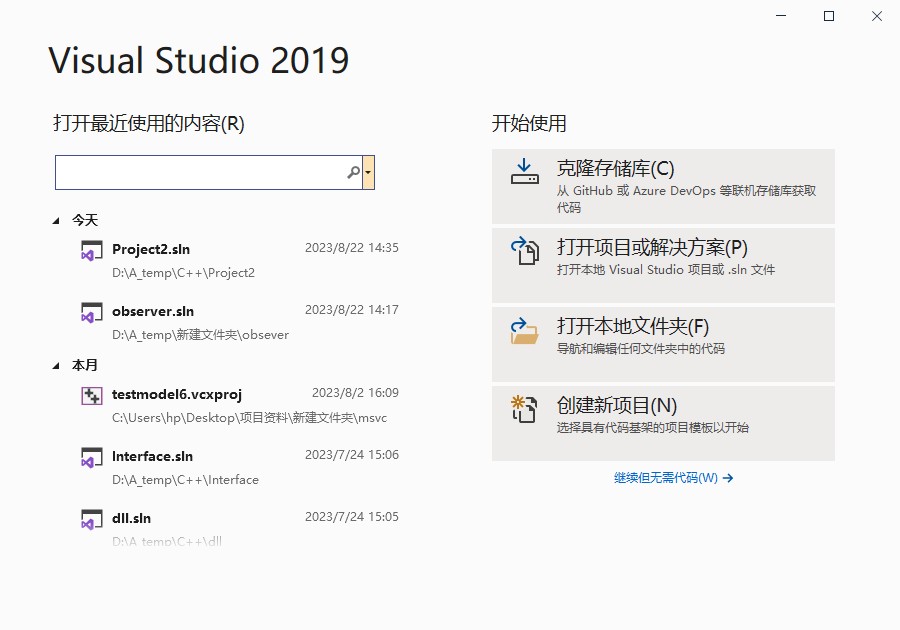 Visual Studio 2019
打开最近使用的内容(R)
今天
Project2.sln 2023/8/22 14:35
D:\A_temp\C++\Project2
observer.sln 2023/8/22 14:17
D:\A_temp\新建文件夹\obsever
本月
testmodel6.vcxproj 2023/8/2 16:09
C:\Users\hp\Desktop\项目资料\新建文件夹\msvc
Interface.sln 2023/7/24 15:06
D:\A_temp\C++\Interface
dll.sln 2023/7/24 15:05
D:\A_temp\C++\dll
开始使用
克隆存储库(C)
从 GitHub 或 Azure DevOps 等联机存储库获取
代码
打开项目或解决方案(P)
打开本地 Visual Studio 项目或 .sln 文件
打开本地文件夹(F)
导航和编辑任何文件夹中的代码
创建新项目(N)
选择具有代码基架的项目模板以开始
继续但无需代码(W) →